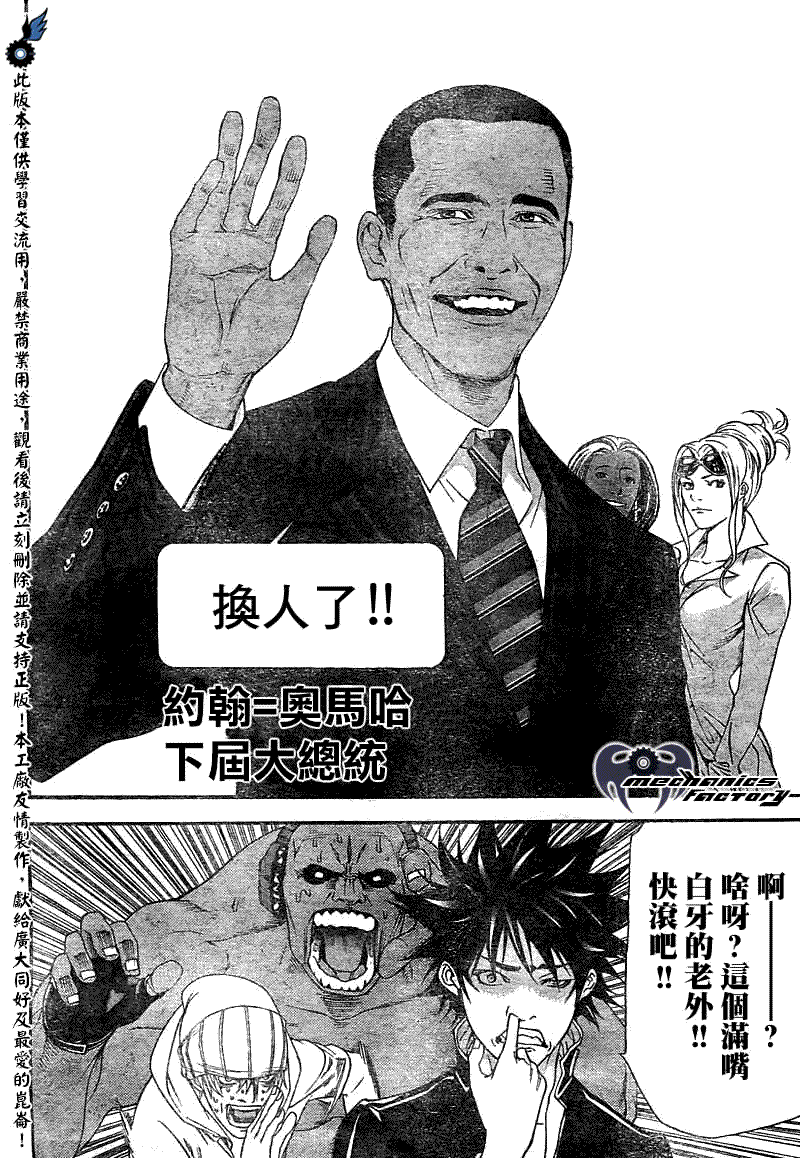 此版本僅供學習交流用，嚴禁商業用途，觀看後請立刻刪除並請支持正版！本工廠友情製作，獻給廣大同好及最愛的崑崙！
換人了!!
約翰=奧馬哈
下屆大總統
mechanics
factory-
啊——?
啥呀？這個滿嘴
白牙的老外!!
快滾吧!!